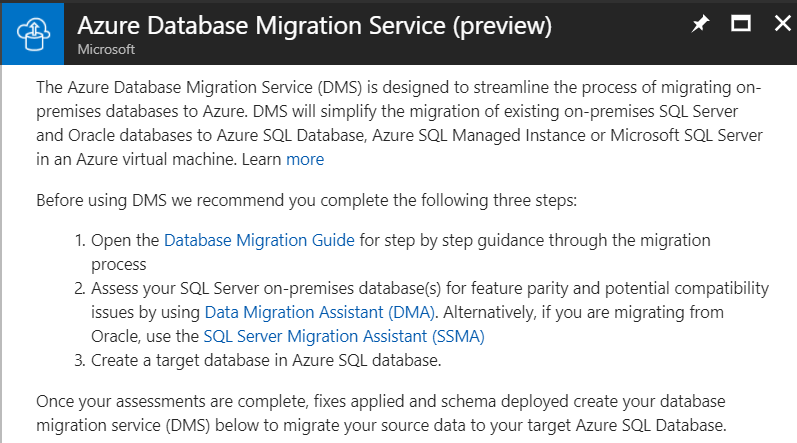 Azure Database Migration Service (preview)
Microsoft
The Azure Database Migration Service (DMS) is designed to streamline the process of migrating on-
premises databases to Azure. DMS will simplify the migration of existing on-premises SQL Server
and Oracle databases to Azure SQL Database, Azure SQL Managed Instance or Microsoft SQL Server
in an Azure virtual machine. Learn more
Before using DMS we recommend you complete the following three steps:
1. Open the Database Migration Guide for step by step guidance through the migration
process
2. Assess your SQL Server on-premises database(s) for feature parity and potential compatibility
issues by using Data Migration Assistant (DMA). Alternatively, if you are migrating from
Oracle, use the SQL Server Migration Assistant (SSMA)
3. Create a target database in Azure SQL database.
Once your assessments are complete, fixes applied and schema deployed create your database
migration service (DMS) below to migrate your source data to your target Azure SQL Database.